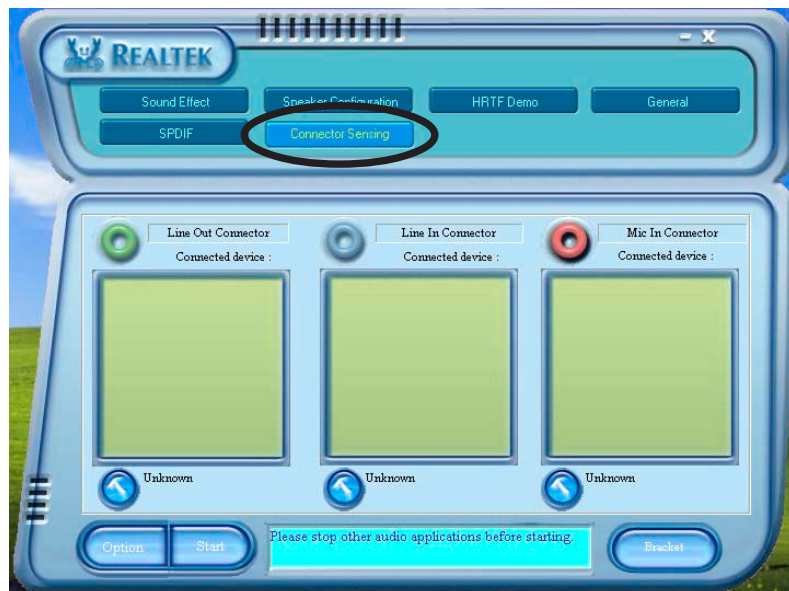 REALTEK
- X
Sound Effect
Speaker Configuration
HRTF Demo
General
SPDIF
Connector Sensing
Line Out Connector
Line In Connector
Mic In Connector
Connected device :
Connected device :
Connected device :
Unknown
Unknown
Unknown
Option
Start
Please stop other audio applications before starting.
Bracket